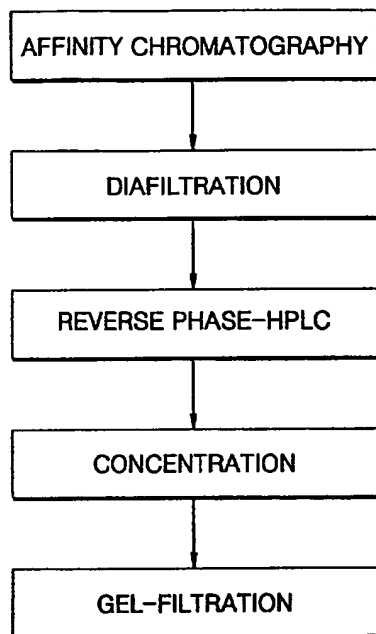 AFFINITY CHROMATOGRAPHY
DIAFILTRATION
REVERSE PHASE-HPLC
CONCENTRATION
GEL-FILTRATION